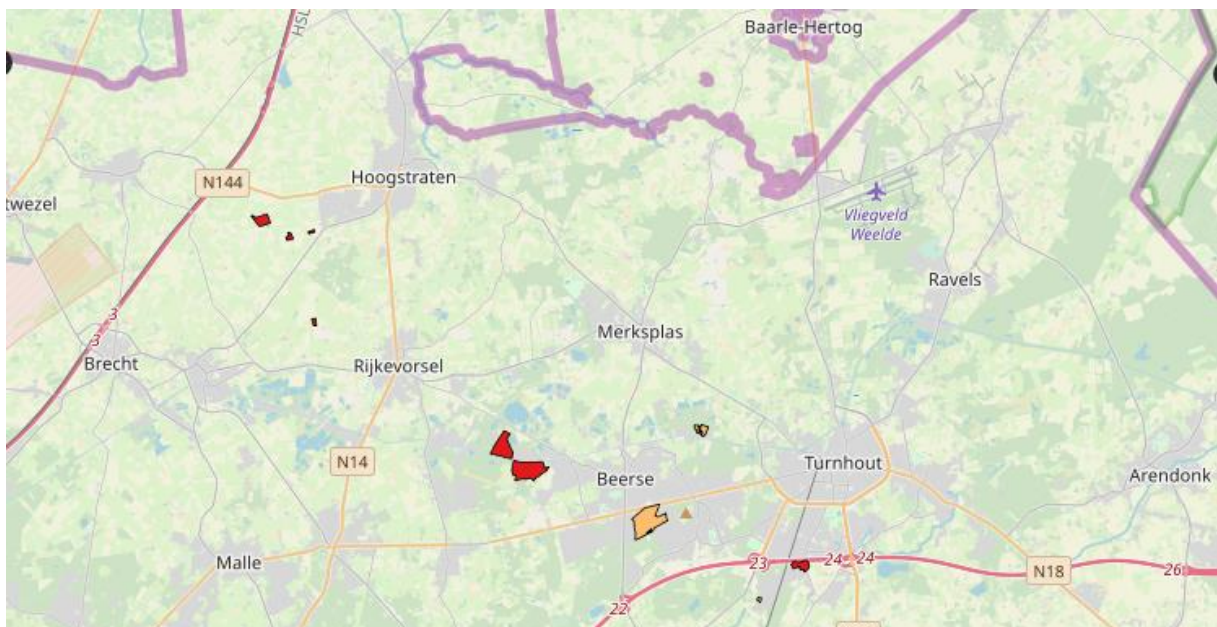 HSL
Baarle-Hertog
N144
Hoogstraten
twezel
Vliegveld
Weelde
Ravels
3
3
Merksplas
Brecht
Rijkevorsel
N14
Turnhout
Beerse
Arendonk
Malle
23
24
24
N18
26
22